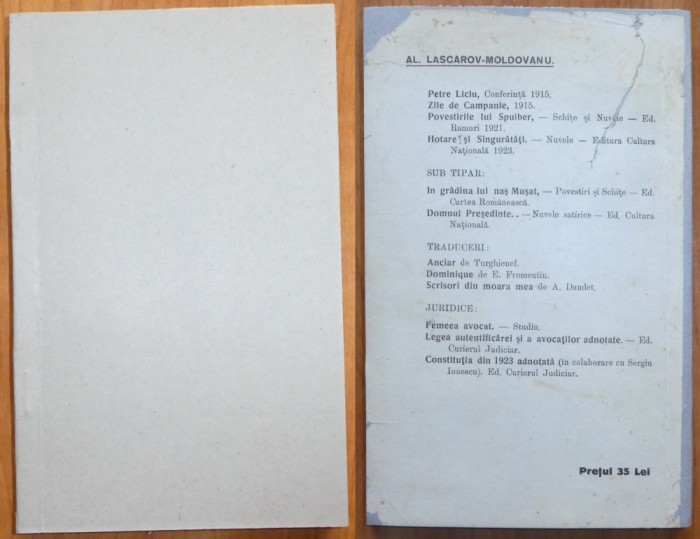 AL. LASCAROV-MOLDOVANU.
Petre Liciu, Conferință 1915.
Zile de Campanie, 1915.
Povestirile lui Spulber, — Schițe și Nuvele — Ed.
Ramuri 1921.
Hotare și Singurătăți. — Nuvele — Editura Cultura
Națională 1923.
SUB TIPAR:
In grădina lui naș Mușat, — Povestiri și Schițe — Ed.
Cartea Românească.
Domnul Președinte. . — Nuvele satirice — Ed. Cultura
Națională.
TRADUCERI:
Anciar de Turghienef.
Dominique de E. Fromentin.
Scrisori din moara mea de A. Daudet.
JURIDICE:
Femeea avocat. — Studiu.
Legea autentificărei și a avocaților adnotate. — Ed.
Curierul Judiciar.
Constituția din 1923 adnotată (în colaborare cu Sergiu
Ionescu). Ed. Curierul Judiciar.
Prețul 35 Lei